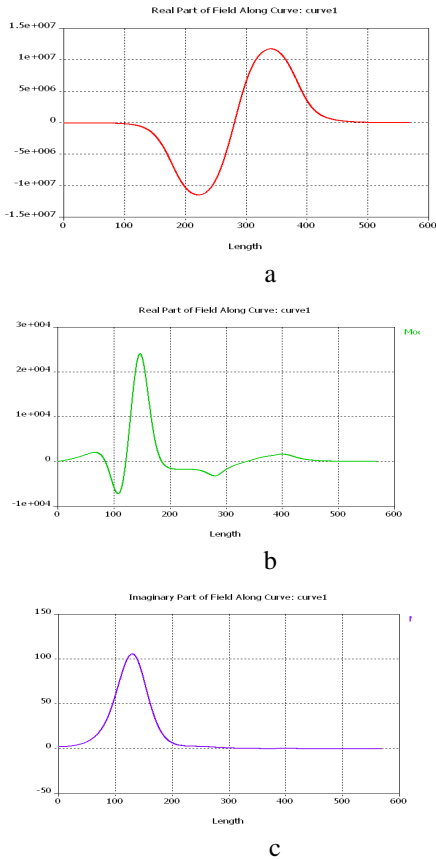 Real Part of Field Along Curve: curve1
1.5e+007
1e+007
5e+006
0
-5e+006
-1e+007
-1.5e+007
0 100 200 300 400 500 600
Length
a
Real Part of Field Along Curve: curve1
3e+004
2e+004
1e+004
0
-1e+004
0 100 200 300 400 500 600
Length
b
Imaginary Part of Field Along Curve: curve1
150
100
50
0
-50
0 100 200 300 400 500 600
Length
c